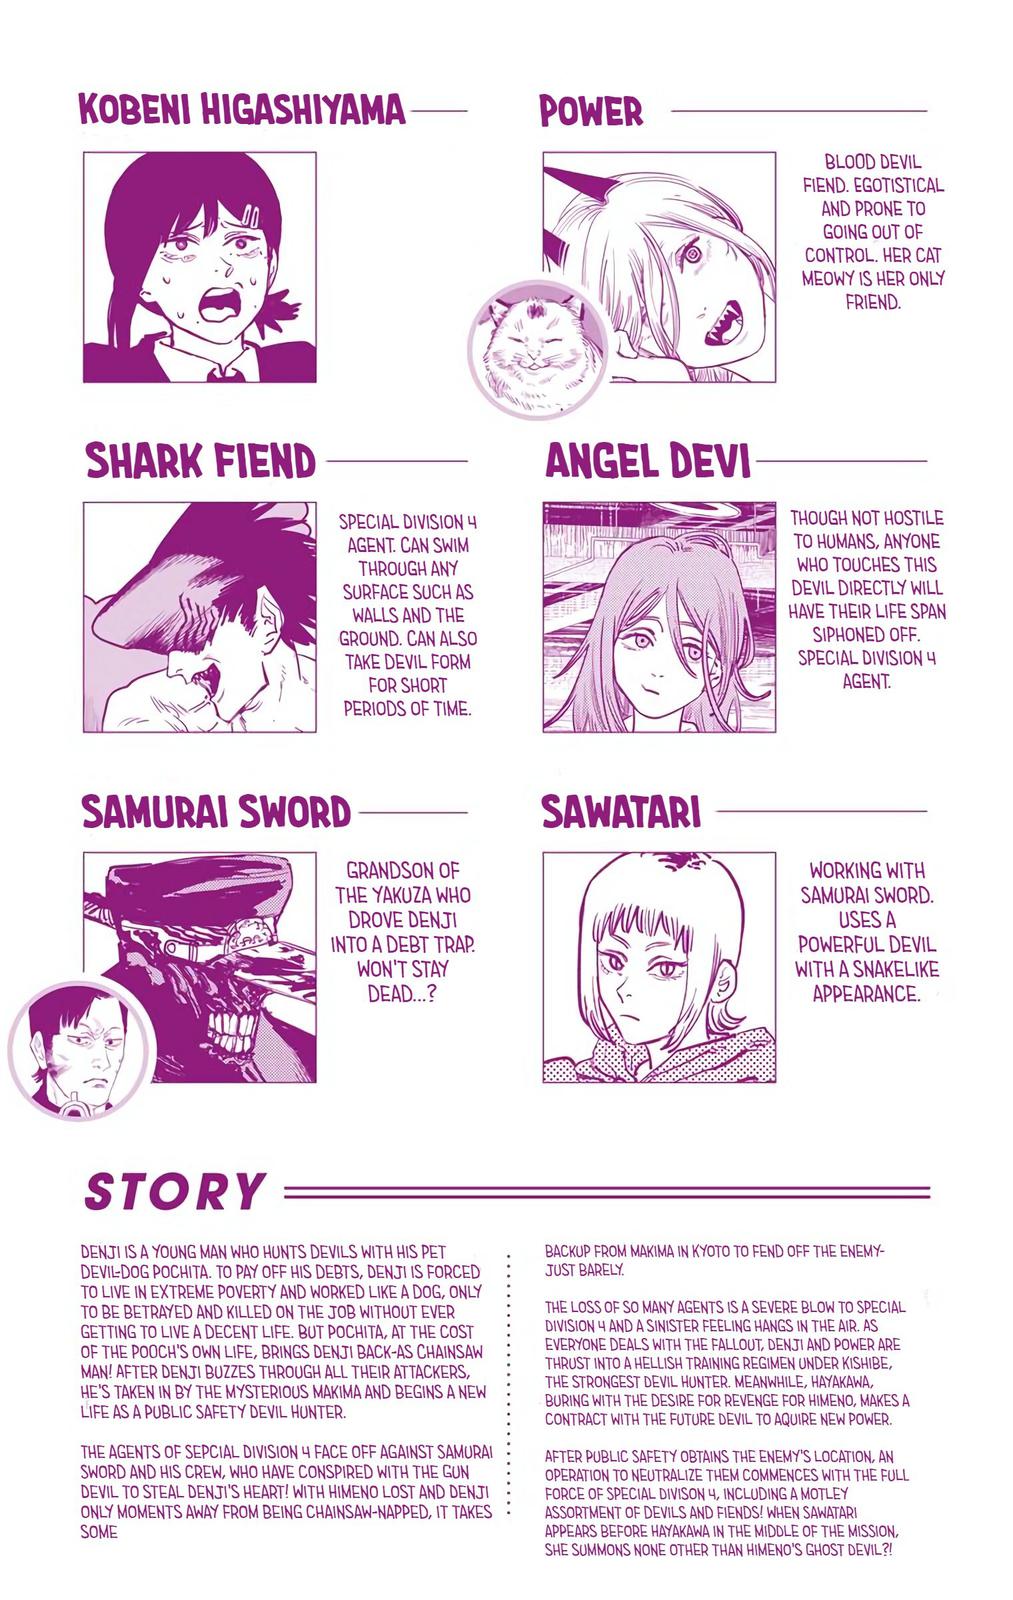 KOBENI HIGASHIYAMA
POWER
BLOOD DEVIL
FIEND. EGOTISTICAL
AND PRONE TO
GOING OUT OF
CONTROL. HER CAT
MEOWY IS HER ONLY
FRIEND.
SHARK FIEND
SPECIAL DIVISION 4
AGENT. CAN SWIM
THROUGH ANY
SURFACE SUCH AS
WALLS AND THE
GROUND. CAN ALSO
TAKE DEVIL FORM
FOR SHORT
PERIODS OF TIME.
ANGEL DEVI
THOUGH NOT HOSTILE
TO HUMANS, ANYONE
WHO TOUCHES THIS
DEVIL DIRECTLY WILL
HAVE THEIR LIFE SPAN
SIPHONED OFF.
SPECIAL DIVISION 4
AGENT.
SAMURAI SWORD
GRANDSON OF
THE YAKUZA WHO
DROVE DENJI
INTO A DEBT TRAP.
WON'T STAY
DEAD...?
SAWATARI
WORKING WITH
SAMURAI SWORD.
USES A
POWERFUL DEVIL
WITH A SNAKELIKE
APPEARANCE.
STORY
DENJI IS A YOUNG MAN WHO HUNTS DEVILS WITH HIS PET
DEVIL-DOG POCHITA. TO PAY OFF HIS DEBTS, DENJI IS FORCED
TO LIVE IN EXTREME POVERTY AND WORKED LIKE A DOG, ONLY
TO BE BETRAYED AND KILLED ON THE JOB WITHOUT EVER
GETTING TO LIVE A DECENT LIFE. BUT POCHITA, AT THE COST
OF THE POOCH'S OWN LIFE, BRINGS DENJI BACK-AS CHAINSAW
MAN! AFTER DENJI BUZZES THROUGH ALL THEIR ATTACKERS,
HE'S TAKEN IN BY THE MYSTERIOUS MAKIMA AND BEGINS A NEW
LIFE AS A PUBLIC SAFETY DEVIL HUNTER.
THE AGENTS OF SEPCIAL DIVISION 4 FACE OFF AGAINST SAMURAI
SWORD AND HIS CREW, WHO HAVE CONSPIRED WITH THE GUN
DEVIL TO STEAL DENJI'S HEART! WITH HIMENO LOST AND DENJI
ONLY MOMENTS AWAY FROM BEING CHAINSAW-NAPPED, IT TAKES
SOME
BACKUP FROM MAKIMA IN KYOTO TO FEND OFF THE ENEMY-
JUST BARELY.
THE LOSS OF SO MANY AGENTS IS A SEVERE BLOW TO SPECIAL
DIVISION 4 AND A SINISTER FEELING HANGS IN THE AIR. AS
EVERYONE DEALS WITH THE FALLOUT, DENJI AND POWER ARE
THRUST INTO A HELLISH TRAINING REGIMEN UNDER KISHIBE,
THE STRONGEST DEVIL HUNTER. MEANWHILE, HAYAKAWA,
BURING WITH THE DESIRE FOR REVENGE FOR HIMENO, MAKES A
CONTRACT WITH THE FUTURE DEVIL TO AQUIRE NEW POWER.
AFTER PUBLIC SAFETY OBTAINS THE ENEMY'S LOCATION, AN
OPERATION TO NEUTRALIZE THEM COMMENCES WITH THE FULL
FORCE OF SPECIAL DIVISON 4, INCLUDING A MOTLEY
ASSORTMENT OF DEVILS AND FIENDS! WHEN SAWATARI
APPEARS BEFORE HAYAKAWA IN THE MIDDLE OF THE MISSION,
SHE SUMMONS NONE OTHER THAN HIMENO'S GHOST DEVIL?!